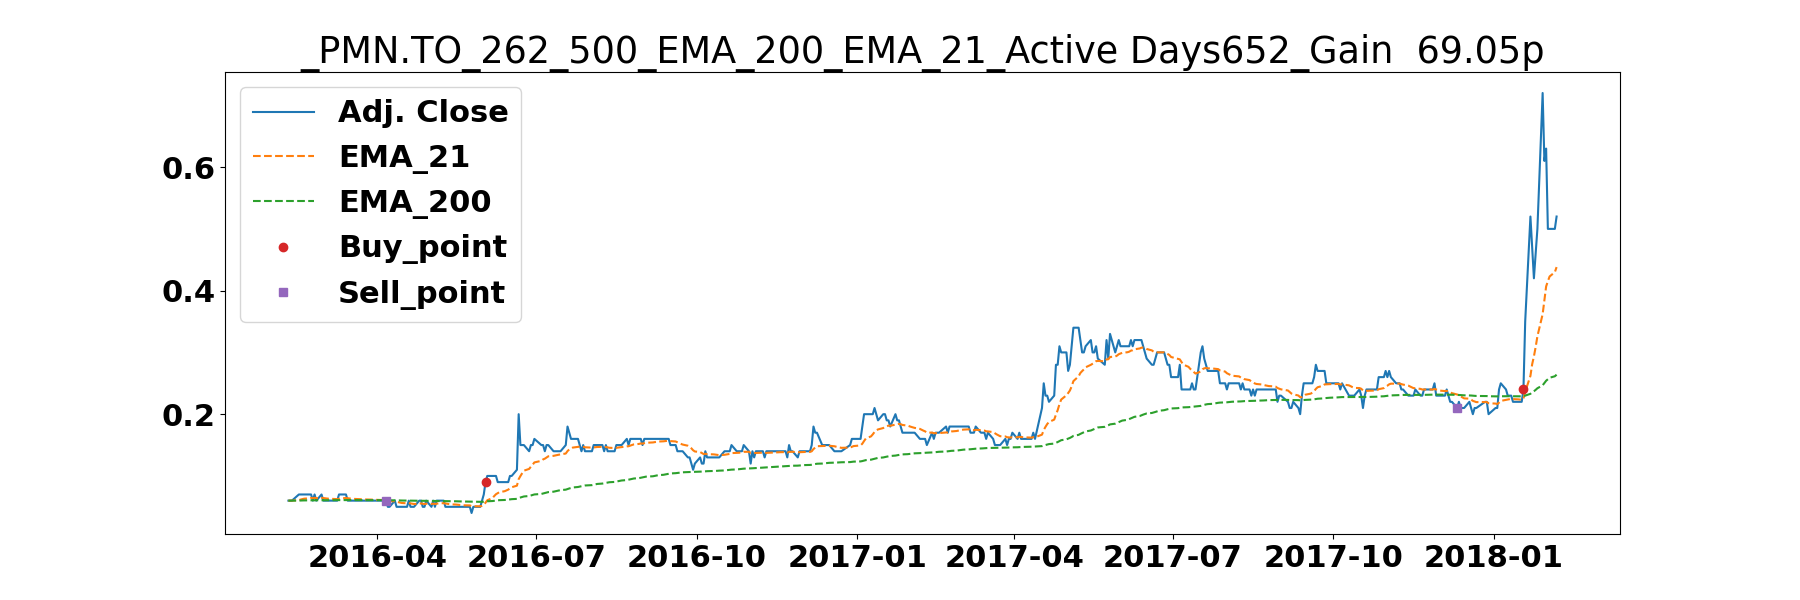 _PMN.TO_262_500_EMA_200_EMA_21_Active Days652_Gain  69.05p
Adj. Close
EMA_21
EMA_200
Buy_point
Sell_point
0.6
0.4
0.2
2016-04 2016-07 2016-10 2017-01 2017-04 2017-07 2017-10 2018-01